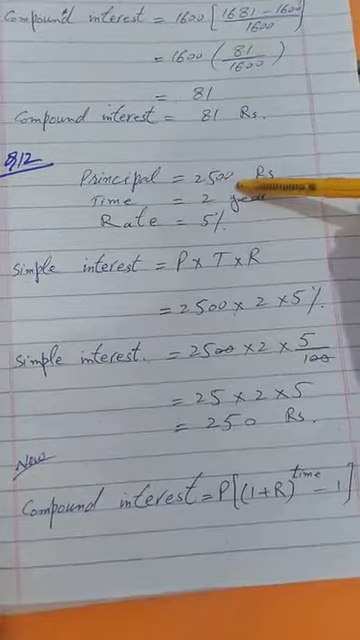 Compound interest = 1600 [ 1681 - 1600 / 1600 ]
= 1600 ( 81 / 1600 )
= 81
Compound interest = 81 Rs.
8,12
Principal = 2500 Rs
Time = 2 year
Rate = 5%.
Simple interest = P × T × R
= 2500 × 2 × 5%.
Simple interest. = 2500 × 2 × 5 / 100
= 25 × 2 × 5
= 250 Rs.
Now
Compound interest = P[(1+R)^time - 1]